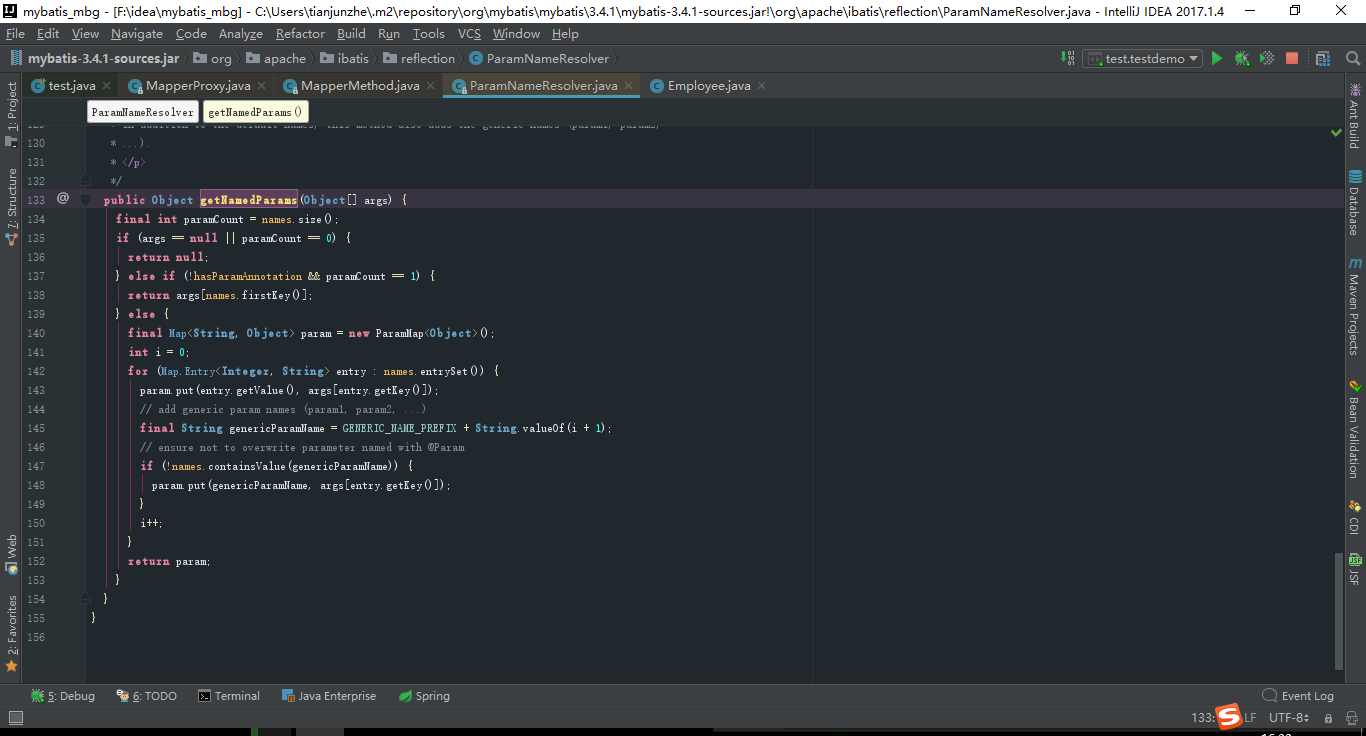 mybatis_mbg - [F:\idea\mybatis_mbg] - C:\Users\tianjunzhe\.m2\repository\org\mybatis\mybatis\3.4.1\mybatis-3.4.1-sources.jar!\org\apache\ibatis\reflection\ParamNameResolver.java - IntelliJ IDEA 2017.1.4
File Edit View Navigate Code Analyze Refactor Build Run Tools VCS Window Help
mybatis-3.4.1-sources.jar org apache ibatis reflection ParamNameResolver test.testdemo
test.java MapperProxy.java MapperMethod.java ParamNameResolver.java Employee.java
ParamNameResolver getNamedParams()
130 * ...).
131 * </p>
132 */
133 @ public Object getNamedParams(Object[] args) {
134 final int paramCount = names.size();
135 if (args == null || paramCount == 0) {
136 return null;
137 } else if (!hasParamAnnotation && paramCount == 1) {
138 return args[names.firstKey()];
139 } else {
140 final Map<String, Object> param = new ParamMap<Object>();
141 int i = 0;
142 for (Map.Entry<Integer, String> entry : names.entrySet()) {
143 param.put(entry.getValue(), args[entry.getKey()]);
144 // add generic param names (param1, param2, ...)
145 final String genericParamName = GENERIC_NAME_PREFIX + String.valueOf(i + 1);
146 // ensure not to overwrite parameter named with @Param
147 if (!names.containsValue(genericParamName)) {
148 param.put(genericParamName, args[entry.getKey()]);
149 }
150 i++;
151 }
152 return param;
153 }
154 }
155 }
156
1: Project
7: Structure
Web
2: Favorites
Ant Build
Database
Maven Projects
Bean Validation
CDI
JSF
5: Debug 6: TODO Terminal Java Enterprise Spring Event Log
133: LF UTF-8